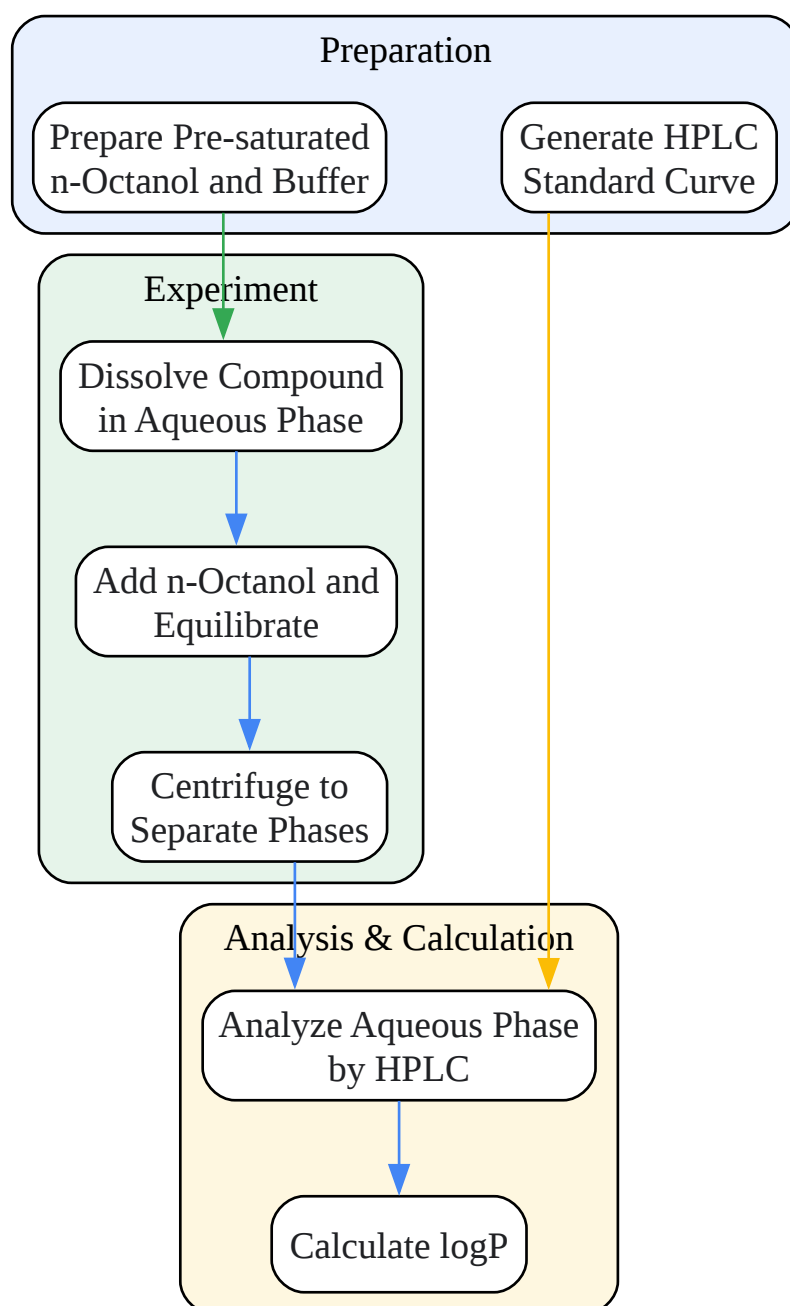 Preparation
Prepare Pre-saturated
n-Octanol and Buffer
Generate HPLC
Standard Curve
Experiment
Dissolve Compound
in Aqueous Phase
Add n-Octanol and
Equilibrate
Centrifuge to
Separate Phases
Analysis & Calculation
Analyze Aqueous Phase
by HPLC
Calculate logP